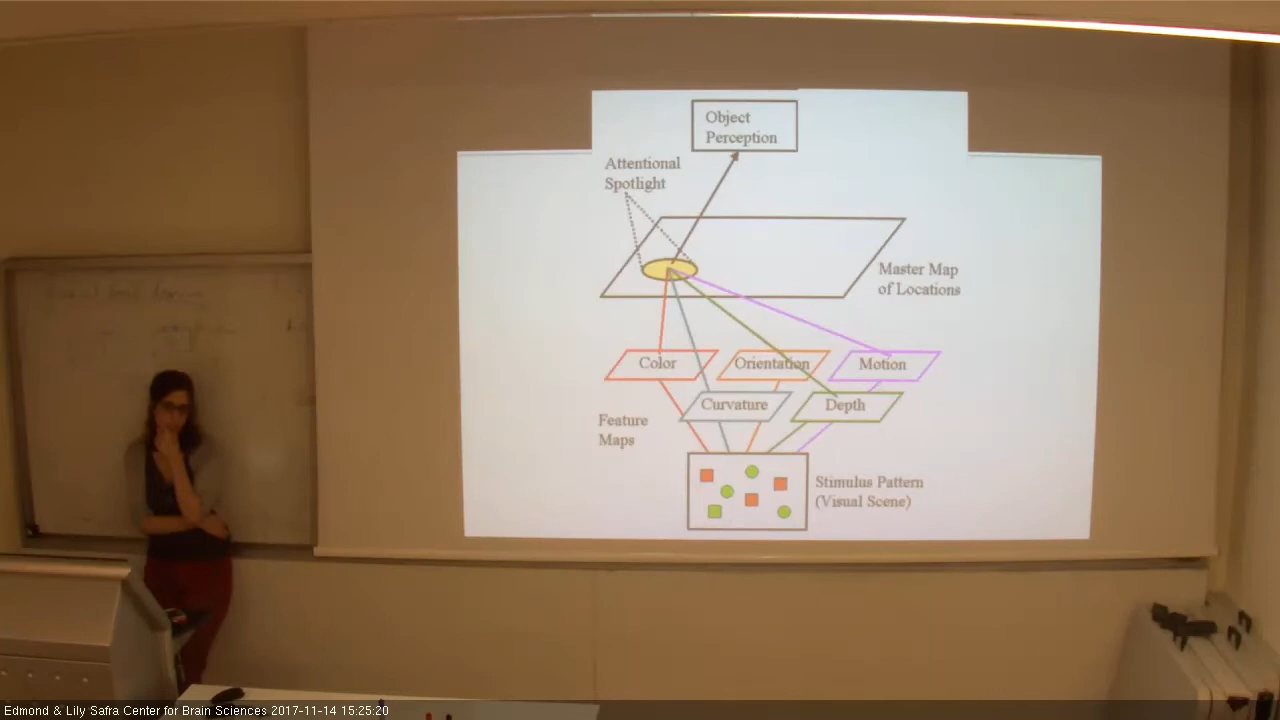 Object
Perception
Attentional
Spotlight
Master Map
of Locations
Color
Orientation
Motion
Curvature
Depth
Feature
Maps
Stimulus Pattern
(Visual Scene)
Edmond & Lily Safra Center for Brain Sciences 2017-11-14 15:25:20